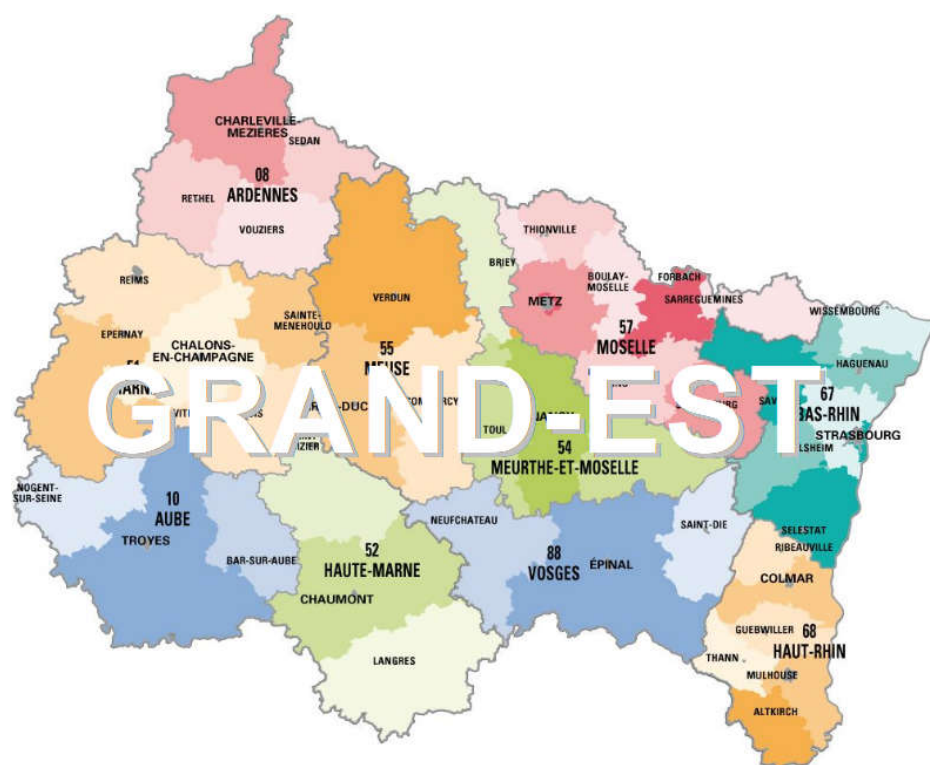 CHARLEVILLE-
MEZIÈRES
SEDAN
08
ARDENNES
RETHEL
VOUZIERS
THIONVILLE
BRIEY
REIMS
BOULAY-
MOSELLE
FORBACH
METZ
SARREGUEMINES
VERDUN
WISSEMBOURG
EPERNAY
SAINTE-
MENEHOULD
57
MOSELLE
CHALONS-
EN-CHAMPAGNE
55
MEUSE
HAGUENAU
67
BAS-RHIN
GRAND-EST
TOUL
STRASBOURG
54
MEURTHE-ET-MOSELLE
NOGENT-
SUR-SEINE
10
AUBE
TROYES
BAR-SUR-AUBE
NEUFCHATEAU
SAINT-DIE
SELESTAT
RIBEAUVILLE
52
HAUTE-MARNE
88
VOSGES
ÉPINAL
CHAUMONT
COLMAR
LANGRES
GUEBWILLER
68
HAUT-RHIN
THANN
MULHOUSE
ALTKIRCH